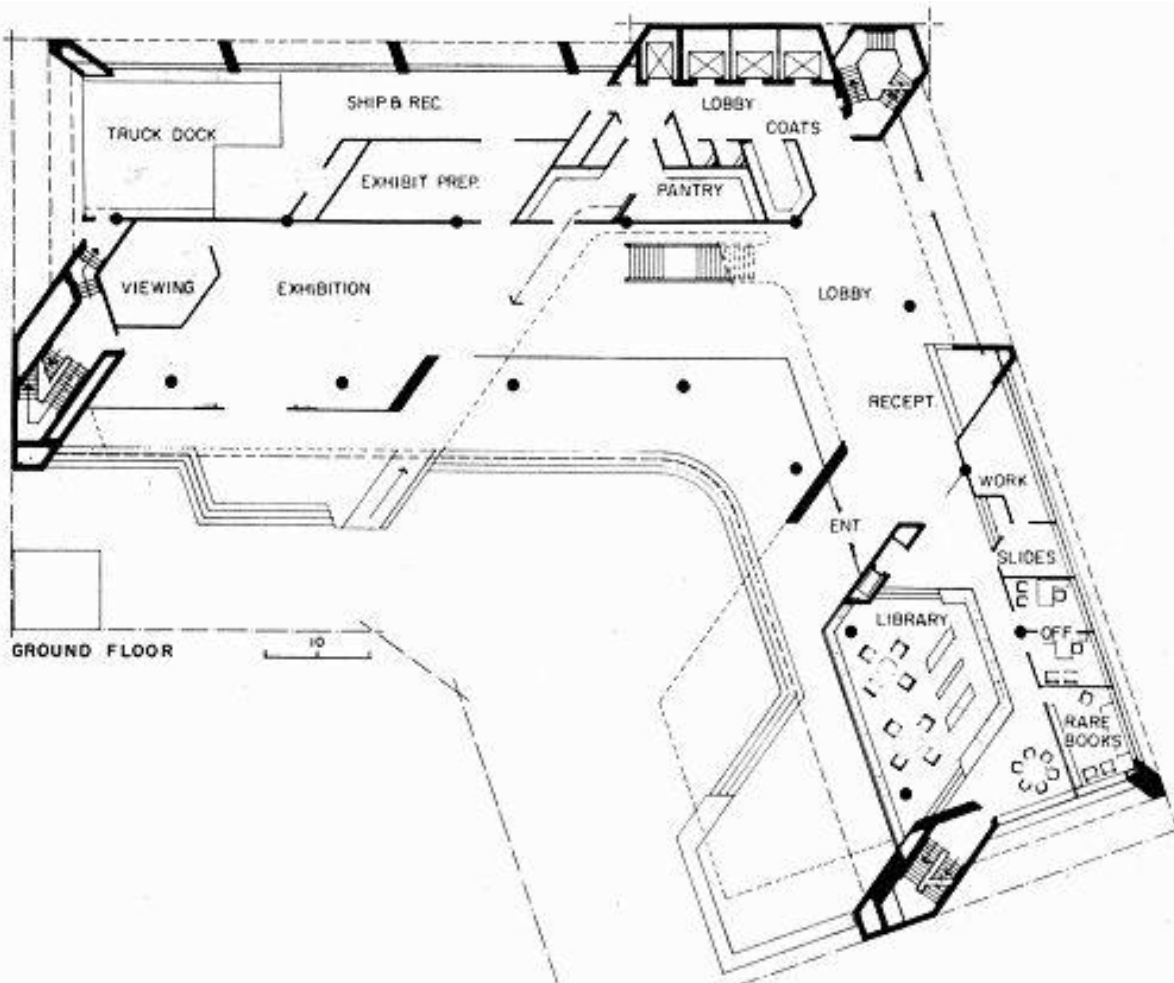 SHIP & REC.
LOBBY
COATS
TRUCK DOCK
EXHIBIT PREP.
PANTRY
VIEWING
EXHIBITION
LOBBY
RECEPT.
WORK
ENT.
SLIDES
LIBRARY
OFF
GROUND FLOOR
10
RARE
BOOKS